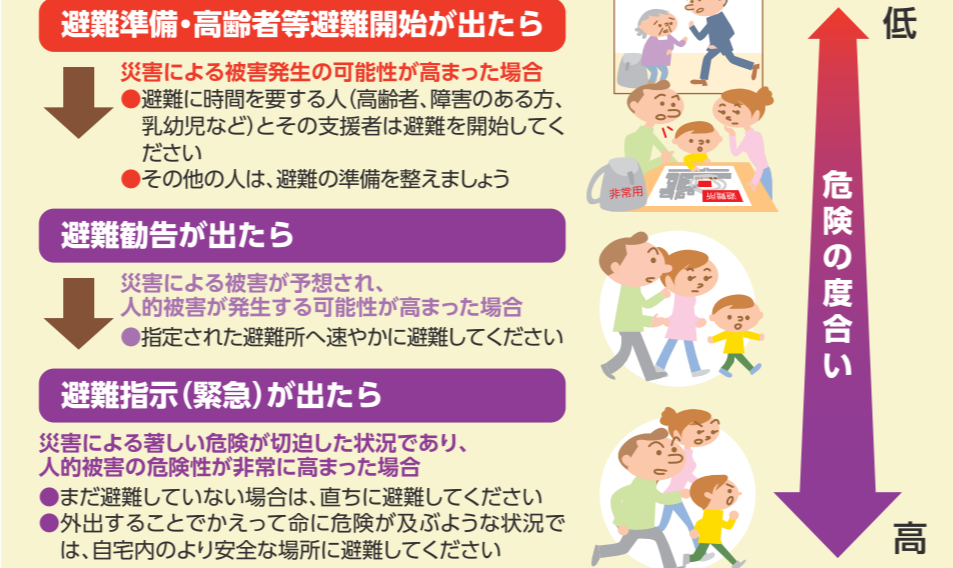 避難準備・高齢者等避難開始が出たら
災害による被害発生の可能性が高まった場合
●避難に時間を要する人（高齢者、障害のある方、
乳幼児など）とその支援者は避難を開始してく
ださい
●その他の人は、避難の準備を整えましょう
非常用
避難所
避難勧告が出たら
災害による被害が予想され、
人的被害が発生する可能性が高まった場合
●指定された避難所へ速やかに避難してください
避難指示（緊急）が出たら
災害による著しい危険が切迫した状況であり、
人的被害の危険性が非常に高まった場合
●まだ避難していない場合は、直ちに避難してください
●外出することでかえって命に危険が及ぶような状況で
は、自宅内のより安全な場所に避難してください
低
危険の度合い
高